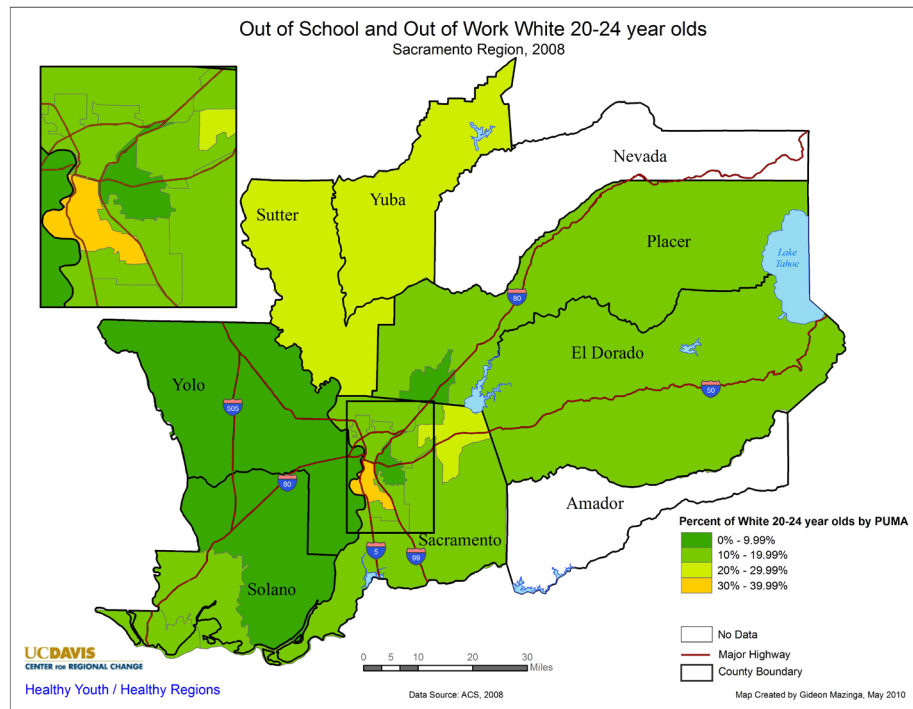 Out of School and Out of Work White 20-24 year olds
Sacramento Region, 2008
Nevada
Yuba
Sutter
Placer
Lake
Tahoe
80
El Dorado
Yolo
505
50
80
Amador
Sacramento
5
99
Solano
Percent of White 20-24 year olds by PUMA
0% - 9.99%
10% - 19.99%
20% - 29.99%
30% - 39.99%
No Data
Major Highway
County Boundary
UCDAVIS
CENTER FOR REGIONAL CHANGE
Healthy Youth / Healthy Regions
0 5 10 20 30
Miles
Data Source: ACS, 2008
Map Created by Gideon Mazinga, May 2010